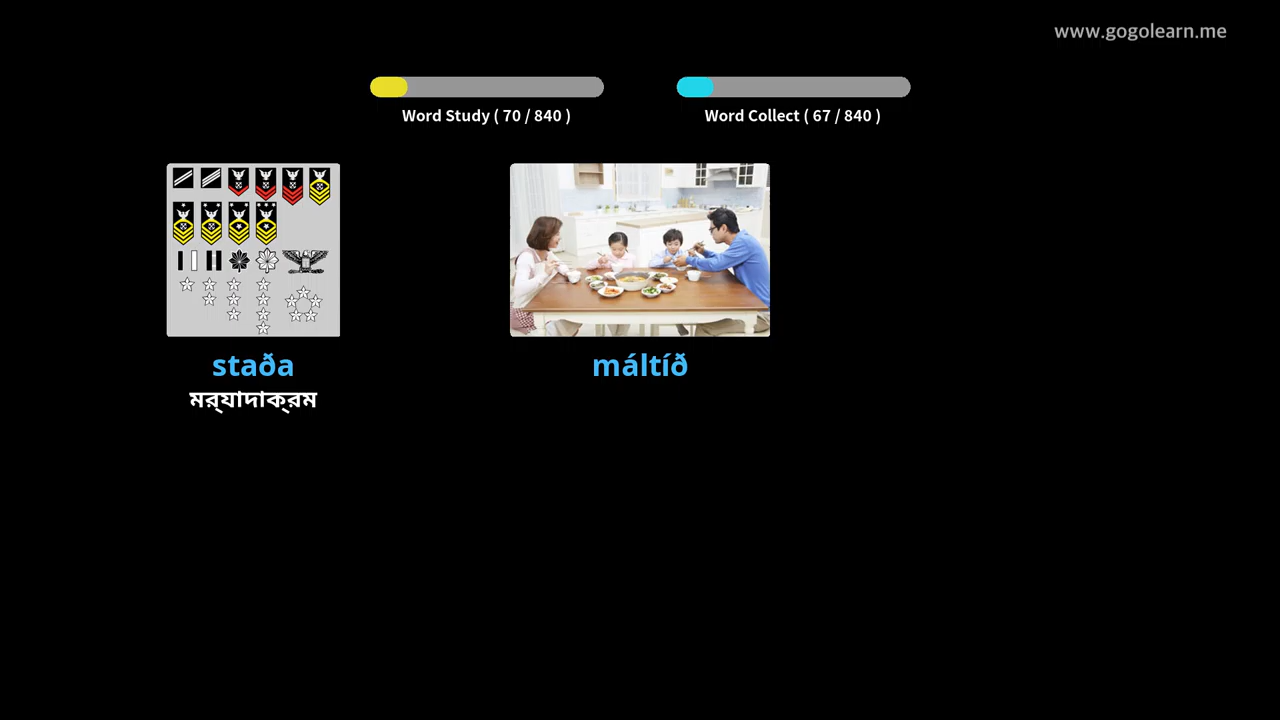 www.gogolearn.me
Word Study ( 70 / 840 )
Word Collect ( 67 / 840 )
staða
máltíð
মর্যাদাক্রম